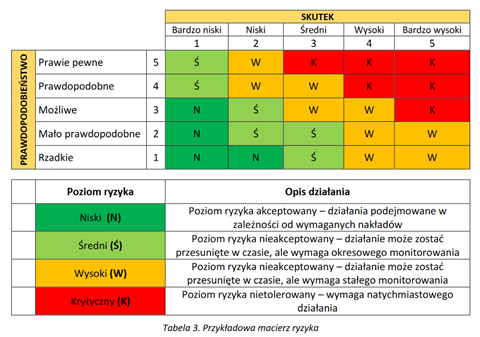 SKUTEK
Bardzo niski Niski Średni Wysoki Bardzo wysoki
1 2 3 4 5
PRAWDOPODOBIEŃSTWO
Prawie pewne 5 Ś W K K K
Prawdopodobne 4 Ś W W K K
Możliwe 3 N Ś W W K
Mało prawdopodobne 2 N Ś Ś W W
Rzadkie 1 N N Ś W W
Poziom ryzyka Opis działania
Niski (N) Poziom ryzyka akceptowany – działania podejmowane w
zależności od wymaganych nakładów
Średni (Ś) Poziom ryzyka nieakceptowany – działanie może zostać
przesunięte w czasie, ale wymaga okresowego monitorowania
Wysoki (W) Poziom ryzyka nieakceptowany – działanie może zostać
przesunięte w czasie, ale wymaga stałego monitorowania
Krytyczny (K) Poziom ryzyka nietolerowany – wymaga natychmiastowego
działania
Tabela 3. Przykładowa macierz ryzyka